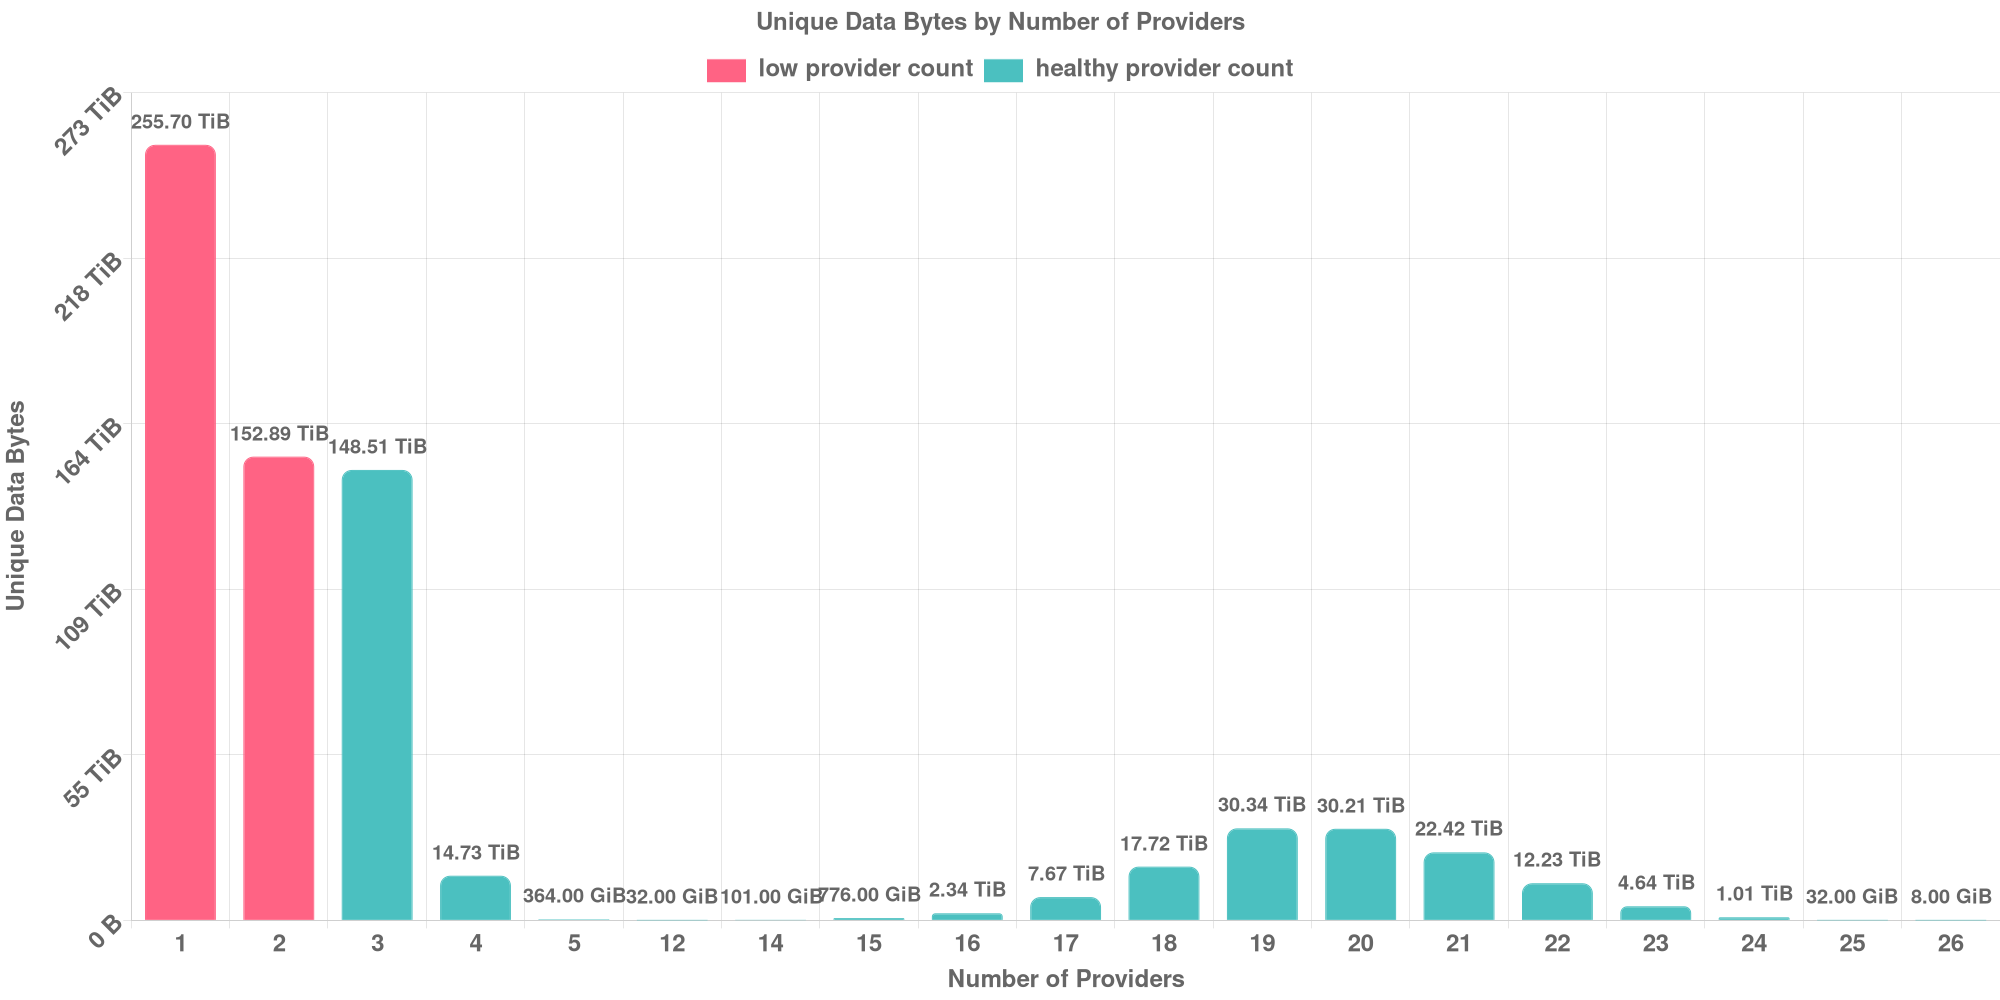 Unique Data Bytes by Number of Providers
low provider count
healthy provider count
Unique Data Bytes
273 TiB
218 TiB
164 TiB
109 TiB
55 TiB
0 B
255.70 TiB
152.89 TiB
148.51 TiB
14.73 TiB
364.00 GiB
32.00 GiB
101.00 GiB
776.00 GiB
2.34 TiB
7.67 TiB
17.72 TiB
30.34 TiB
30.21 TiB
22.42 TiB
12.23 TiB
4.64 TiB
1.01 TiB
32.00 GiB
8.00 GiB
1 2 3 4 5 12 14 15 16 17 18 19 20 21 22 23 24 25 26
Number of Providers